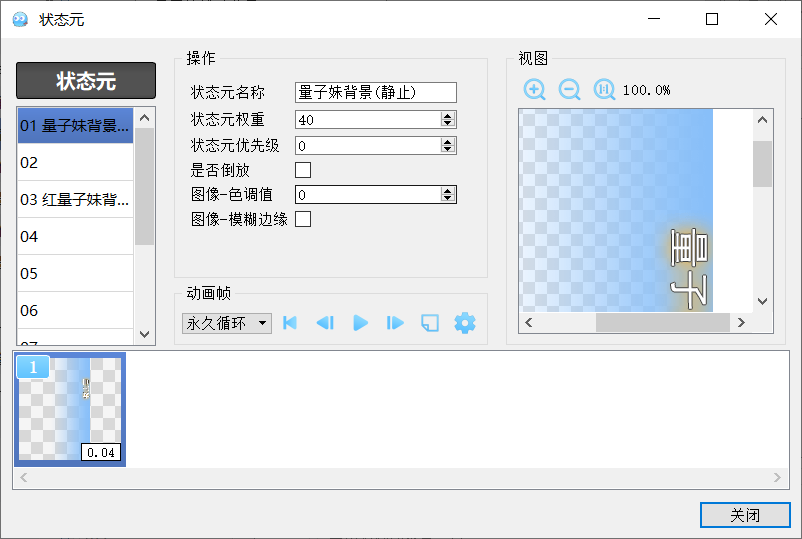 状态元
状态元
01 量子妹背景...
02
03 红量子妹背...
04
05
06
操作
状态元名称 量子妹背景(静止)
状态元权重 40
状态元优先级 0
是否倒放
图像-色调值 0
图像-模糊边缘
动画帧
永久循环
视图
1:1 100.0%
量子
1
0.04
关闭